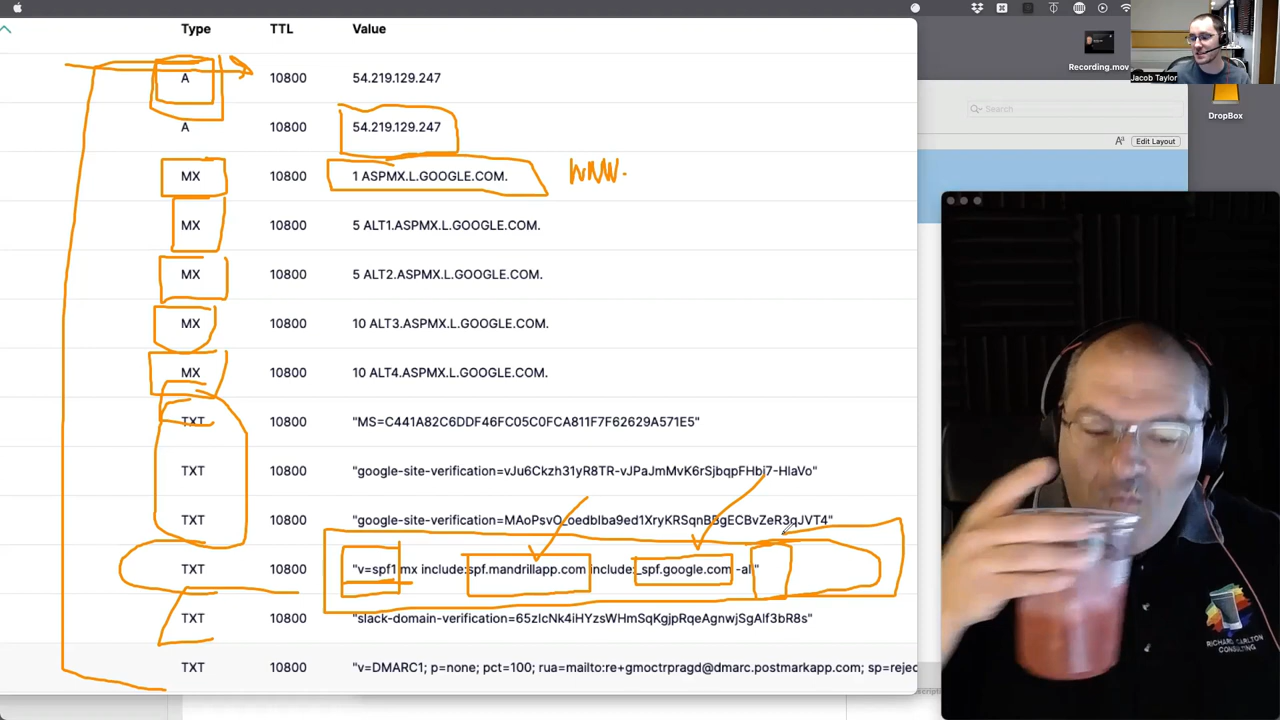 Type TTL Value
A 10800 54.219.129.247
A 10800 54.219.129.247
MX 10800 1 ASPMX.L.GOOGLE.COM. www.
MX 10800 5 ALT1.ASPMX.L.GOOGLE.COM.
MX 10800 5 ALT2.ASPMX.L.GOOGLE.COM.
MX 10800 10 ALT3.ASPMX.L.GOOGLE.COM.
MX 10800 10 ALT4.ASPMX.L.GOOGLE.COM.
TXT 10800 "MS=C441A82C6DDF46FC05C0FCA811F7F62629A571E5"
TXT 10800 "google-site-verification=vJu6Ckzh31yR8TR-vJPaJmMvK6rSjbqpFHbj7-HlaVo"
TXT 10800
TXT 10800 "v=spf1 mx include:spf.mandrillapp.com include:_spf.google.com -all"
TXT 10800 "slack-domain-verification=65zIcNk4iHYzsWHmSqKgjpRqeAgnwjSgAlf3bR8s"
TXT 10800 "v=DMARC1; p=none; pct=100; rua=mailto:re+gmoctrpragd@dmarc.postmarkapp.com; sp=rejec
Recording.mov
Jacob Taylor
Search
DropBox
Edit Layout
RICHARD CARLTON
CONSULTING